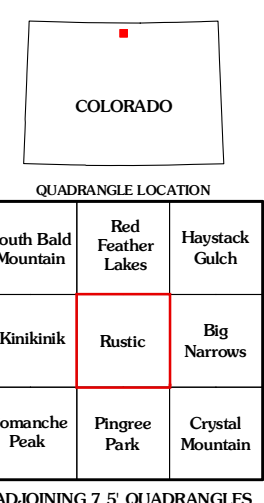 COLORADO
QUADRANGLE LOCATION
outh Bald
Mountain
Red
Feather
Lakes
Haystack
Gulch
Kinikinik
Rustic
Big
Narrows
omanche
Peak
Pingree
Park
Crystal
Mountain
ADJOINING 7.5' QUADRANGLES